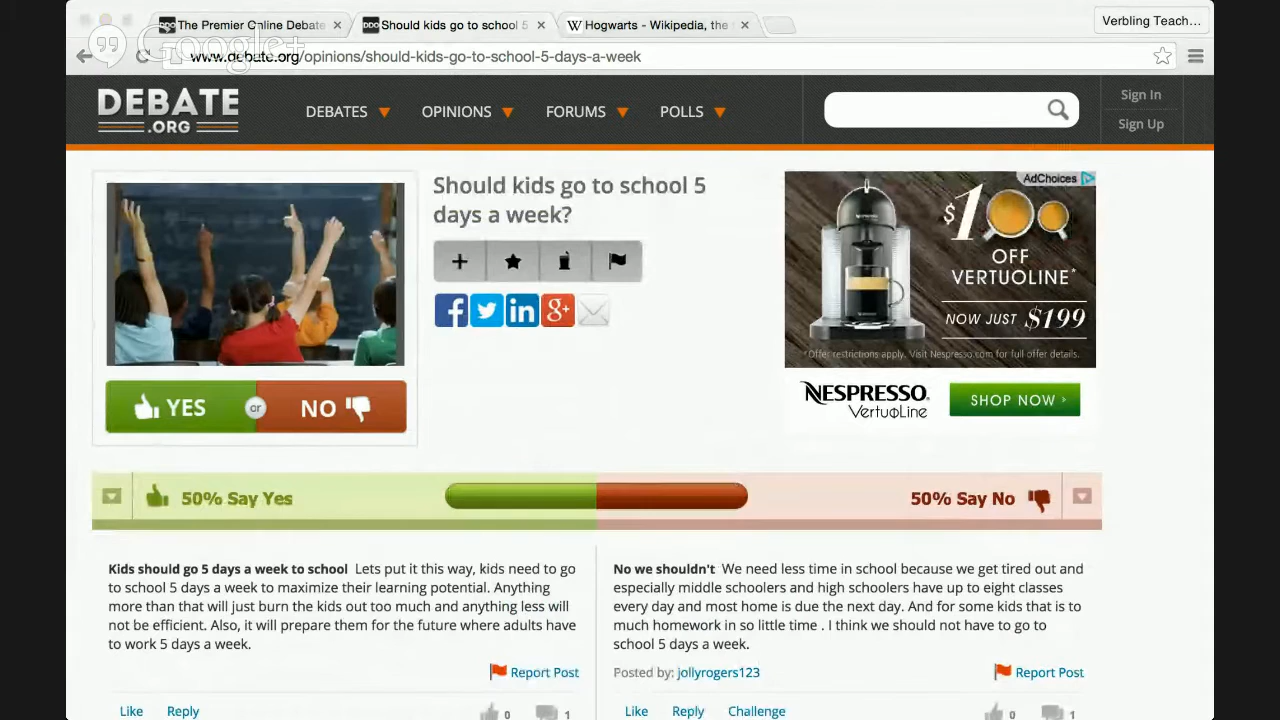 The Premier Online Debate
Should kids go to school 5
Hogwarts - Wikipedia, the
Verbling Teach...
Google+
www.debate.org/opinions/should-kids-go-to-school-5-days-a-week
DEBATE
.ORG
DEBATES
OPINIONS
FORUMS
POLLS
Sign In
Sign Up
Should kids go to school 5
days a week?
YES
or
NO
AdChoices
$100
OFF
VERTUOLINE*
NOW JUST $199
*Offer restrictions apply. Visit Nespresso.com for full offer details.
NESPRESSO
VertuoLine
SHOP NOW
50% Say Yes
50% Say No
Kids should go 5 days a week to school Lets put it this way, kids need to go
to school 5 days a week to maximize their learning potential. Anything
more than that will just burn the kids out too much and anything less will
not be efficient. Also, it will prepare them for the future where adults have
to work 5 days a week.
Report Post
Like Reply 0 1
No we shouldn't We need less time in school because we get tired out and
especially middle schoolers and high schoolers have up to eight classes
every day and most home is due the next day. And for some kids that is to
much homework in so little time . I think we should not have to go to
school 5 days a week.
Posted by: jollyrogers123 Report Post
Like Reply Challenge 0 1